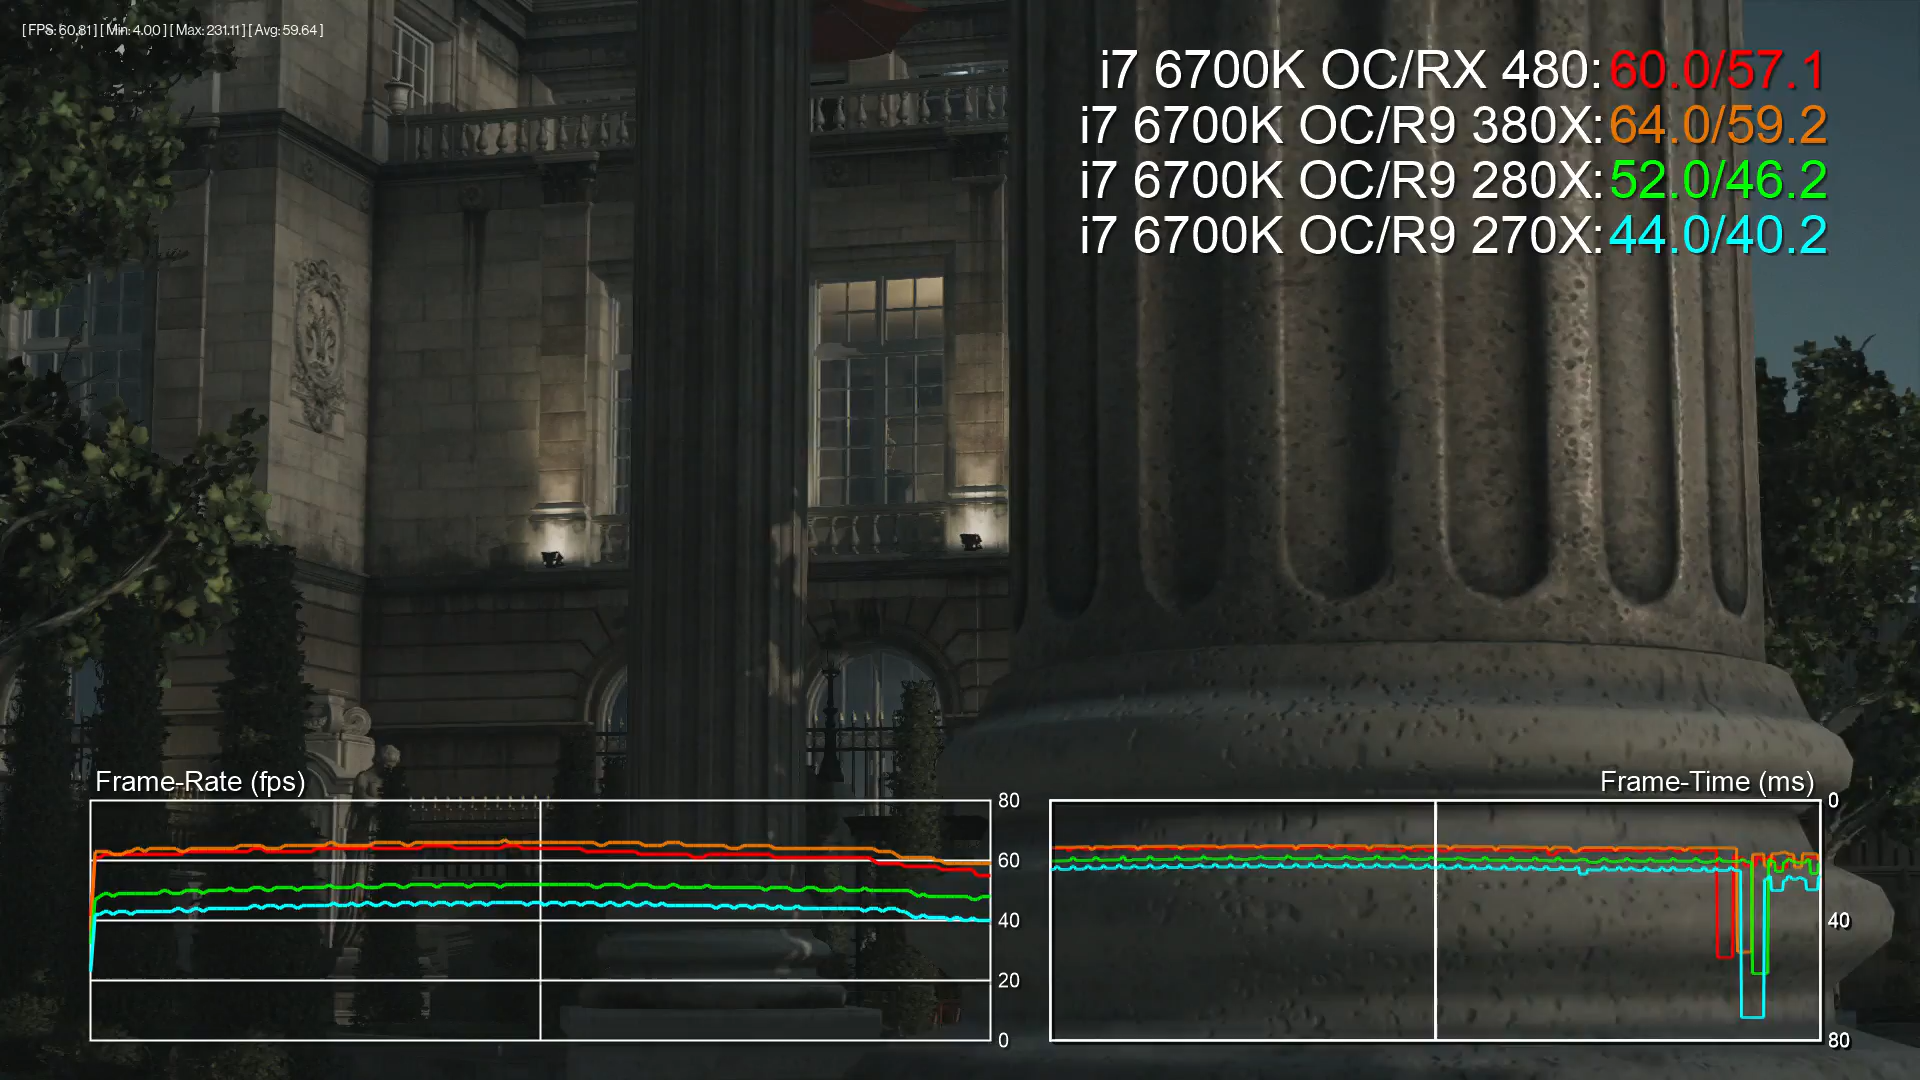 [ FPS: 60.81 ] [ Min: 4.00 ] [ Max: 231.11 ] [ Avg: 59.64 ]
i7 6700K OC/RX 480: 60.0/57.1
i7 6700K OC/R9 380X: 64.0/59.2
i7 6700K OC/R9 280X: 52.0/46.2
i7 6700K OC/R9 270X: 44.0/40.2
Frame-Rate (fps)
80
60
40
20
0
Frame-Time (ms)
0
40
80